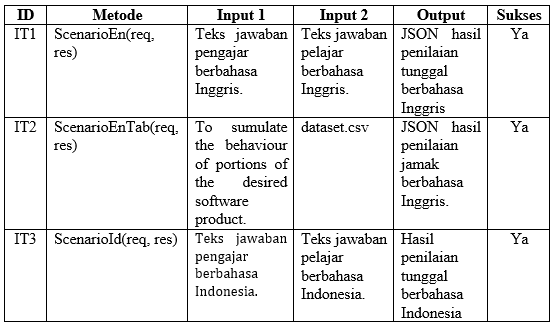 ID Metode Input 1 Input 2 Output Sukses
IT1 ScenarioEn(req, Teks jawaban Teks jawaban JSON hasil Ya
res) pengajar pelajar penilaian
berbahasa berbahasa tunggal
Inggris. Inggris. berbahasa
Inggris
IT2 ScenarioEnTab(req, To sumulate dataset.csv JSON hasil Ya
res) the behaviour penilaian
of portions of jamak
the desired berbahasa
software Inggris.
product.
IT3 ScenarioId(req, res) Teks jawaban Teks jawaban Hasil Ya
pengajar pelajar penilaian
berbahasa berbahasa tunggal
Indonesia. Indonesia. berbahasa
Indonesia